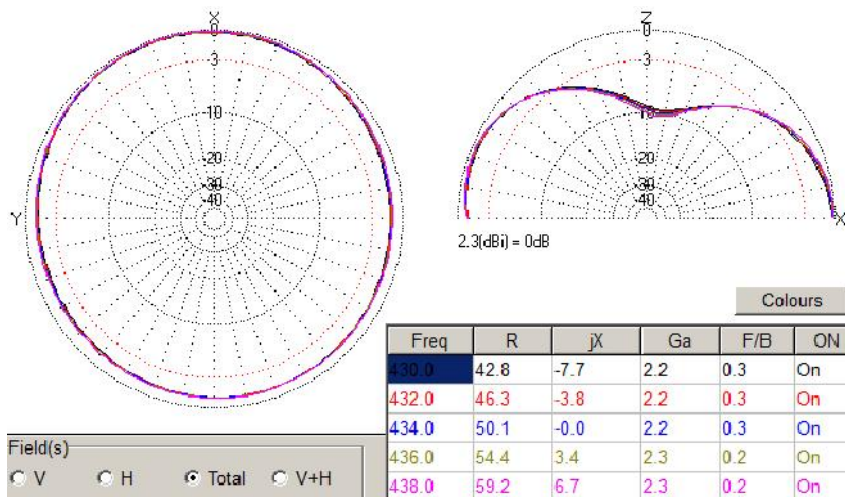 X
0
3
10
20
30
40
Y
Z
0
3
10
20
30
40
X
2.3(dBi) = 0dB
Colours
Freq R jX Ga F/B ON
430.0 42.8 -7.7 2.2 0.3 On
432.0 46.3 -3.8 2.2 0.3 On
434.0 50.1 -0.0 2.2 0.3 On
436.0 54.4 3.4 2.3 0.2 On
438.0 59.2 6.7 2.3 0.2 On
Field(s)
V H Total V+H